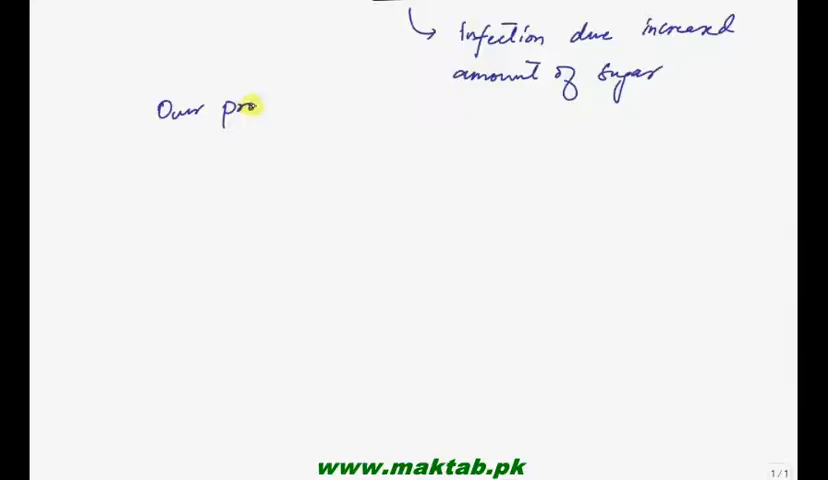 Infection due increased
amount of sugar
Our pro
www.maktab.pk
1/1